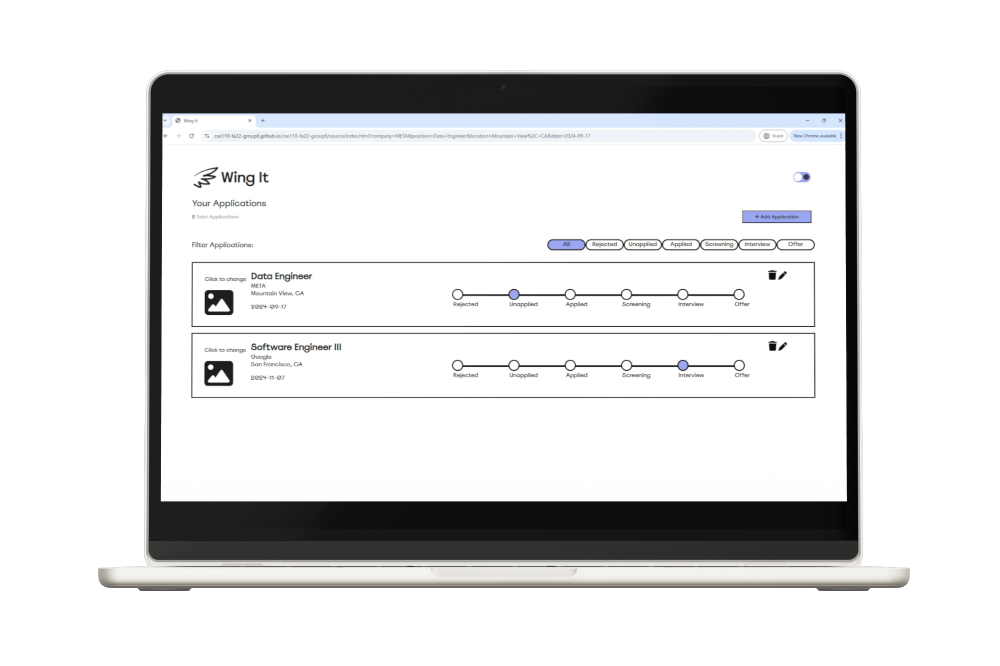 Wing It
cse110-fa22-group6.github.io/cse110-fa22-group6/source/index.html?company=META&position=Data+Engineer&location=Mountain+View%2C+CA&date=2024-09-17
Guest
New Chrome available
Wing It
Your Applications
Total Applications
+ Add Application
Filter Applications:
All Rejected Unapplied Applied Screening Interview Offer
Click to change
Data Engineer
META
Mountain View, CA
2024-09-17
Rejected Unapplied Applied Screening Interview Offer
Click to change
Software Engineer III
Google
San Francisco, CA
2024-11-07
Rejected Unapplied Applied Screening Interview Offer